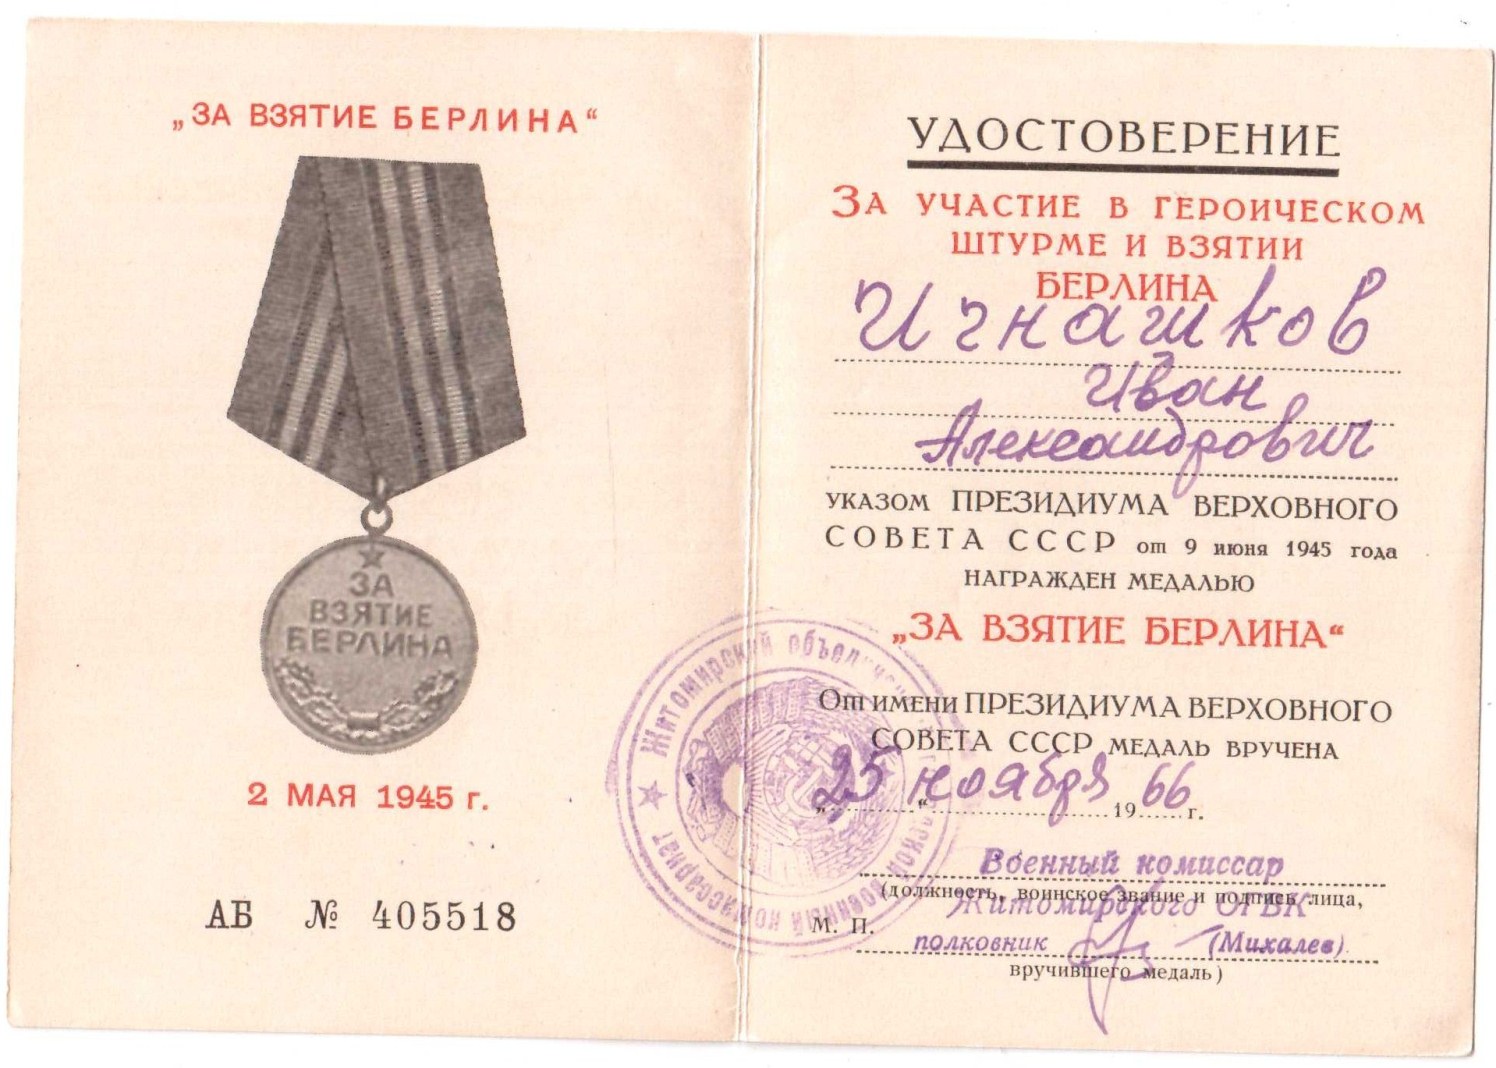 „ЗА ВЗЯТИЕ БЕРЛИНА“
ЗА
ВЗЯТИЕ
БЕРЛИНА
2 МАЯ 1945 г.
АБ № 405518
УДОСТОВЕРЕНИЕ
ЗА УЧАСТИЕ В ГЕРОИЧЕСКОМ
ШТУРМЕ И ВЗЯТИИ
БЕРЛИНА
Игнашков
Иван
Александрович
УКАЗОМ ПРЕЗИДИУМА ВЕРХОВНОГО
СОВЕТА СССР от 9 июня 1945 года
НАГРАЖДЕН МЕДАЛЬЮ
„ЗА ВЗЯТИЕ БЕРЛИНА“
От имени ПРЕЗИДИУМА ВЕРХОВНОГО
СОВЕТА СССР МЕДАЛЬ ВРУЧЕНА
„25“ ноября 1966 г.
Военный комиссар
(должность, воинское звание и подпись лица,
Житомирского ОГВК
М. П.
полковник (Михалев)
вручившего медаль)
Житомирский военный комиссариат